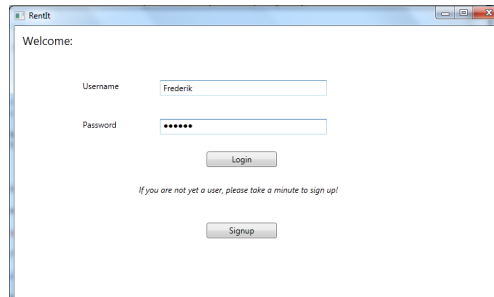 RentIt
Welcome:
Username Frederik
Password ••••••
Login
If you are not yet a user, please take a minute to sign up!
Signup